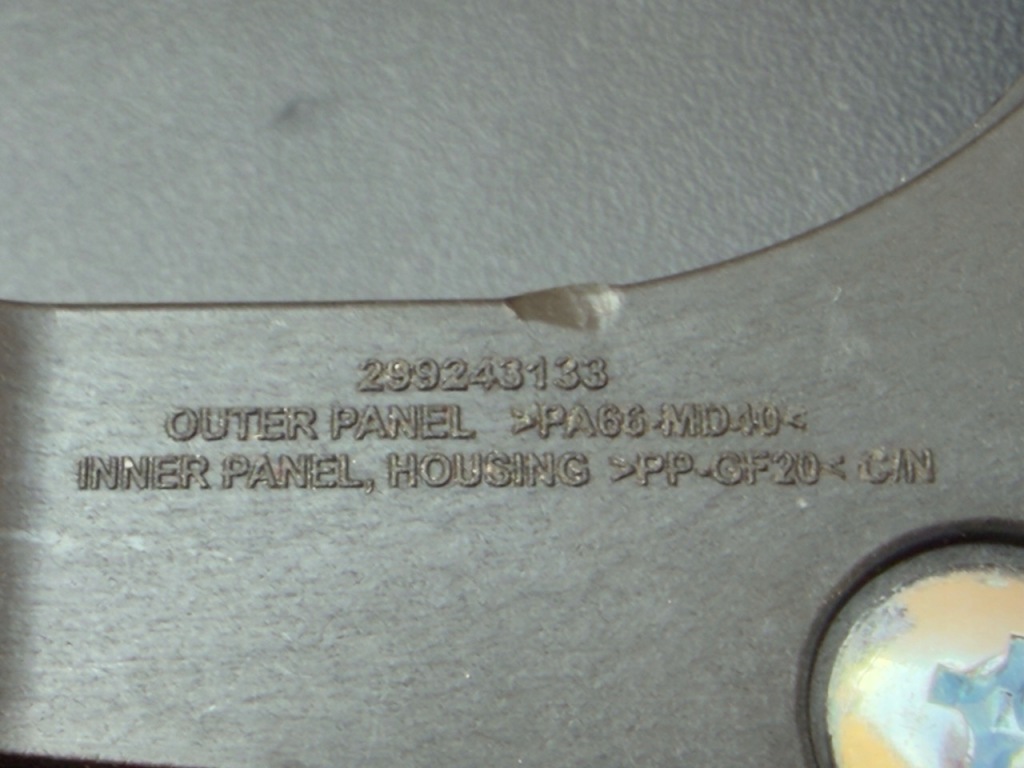 299243133
OUTER PANEL >PA66-MD40<
INNER PANEL, HOUSING >PP-GF20< C/N